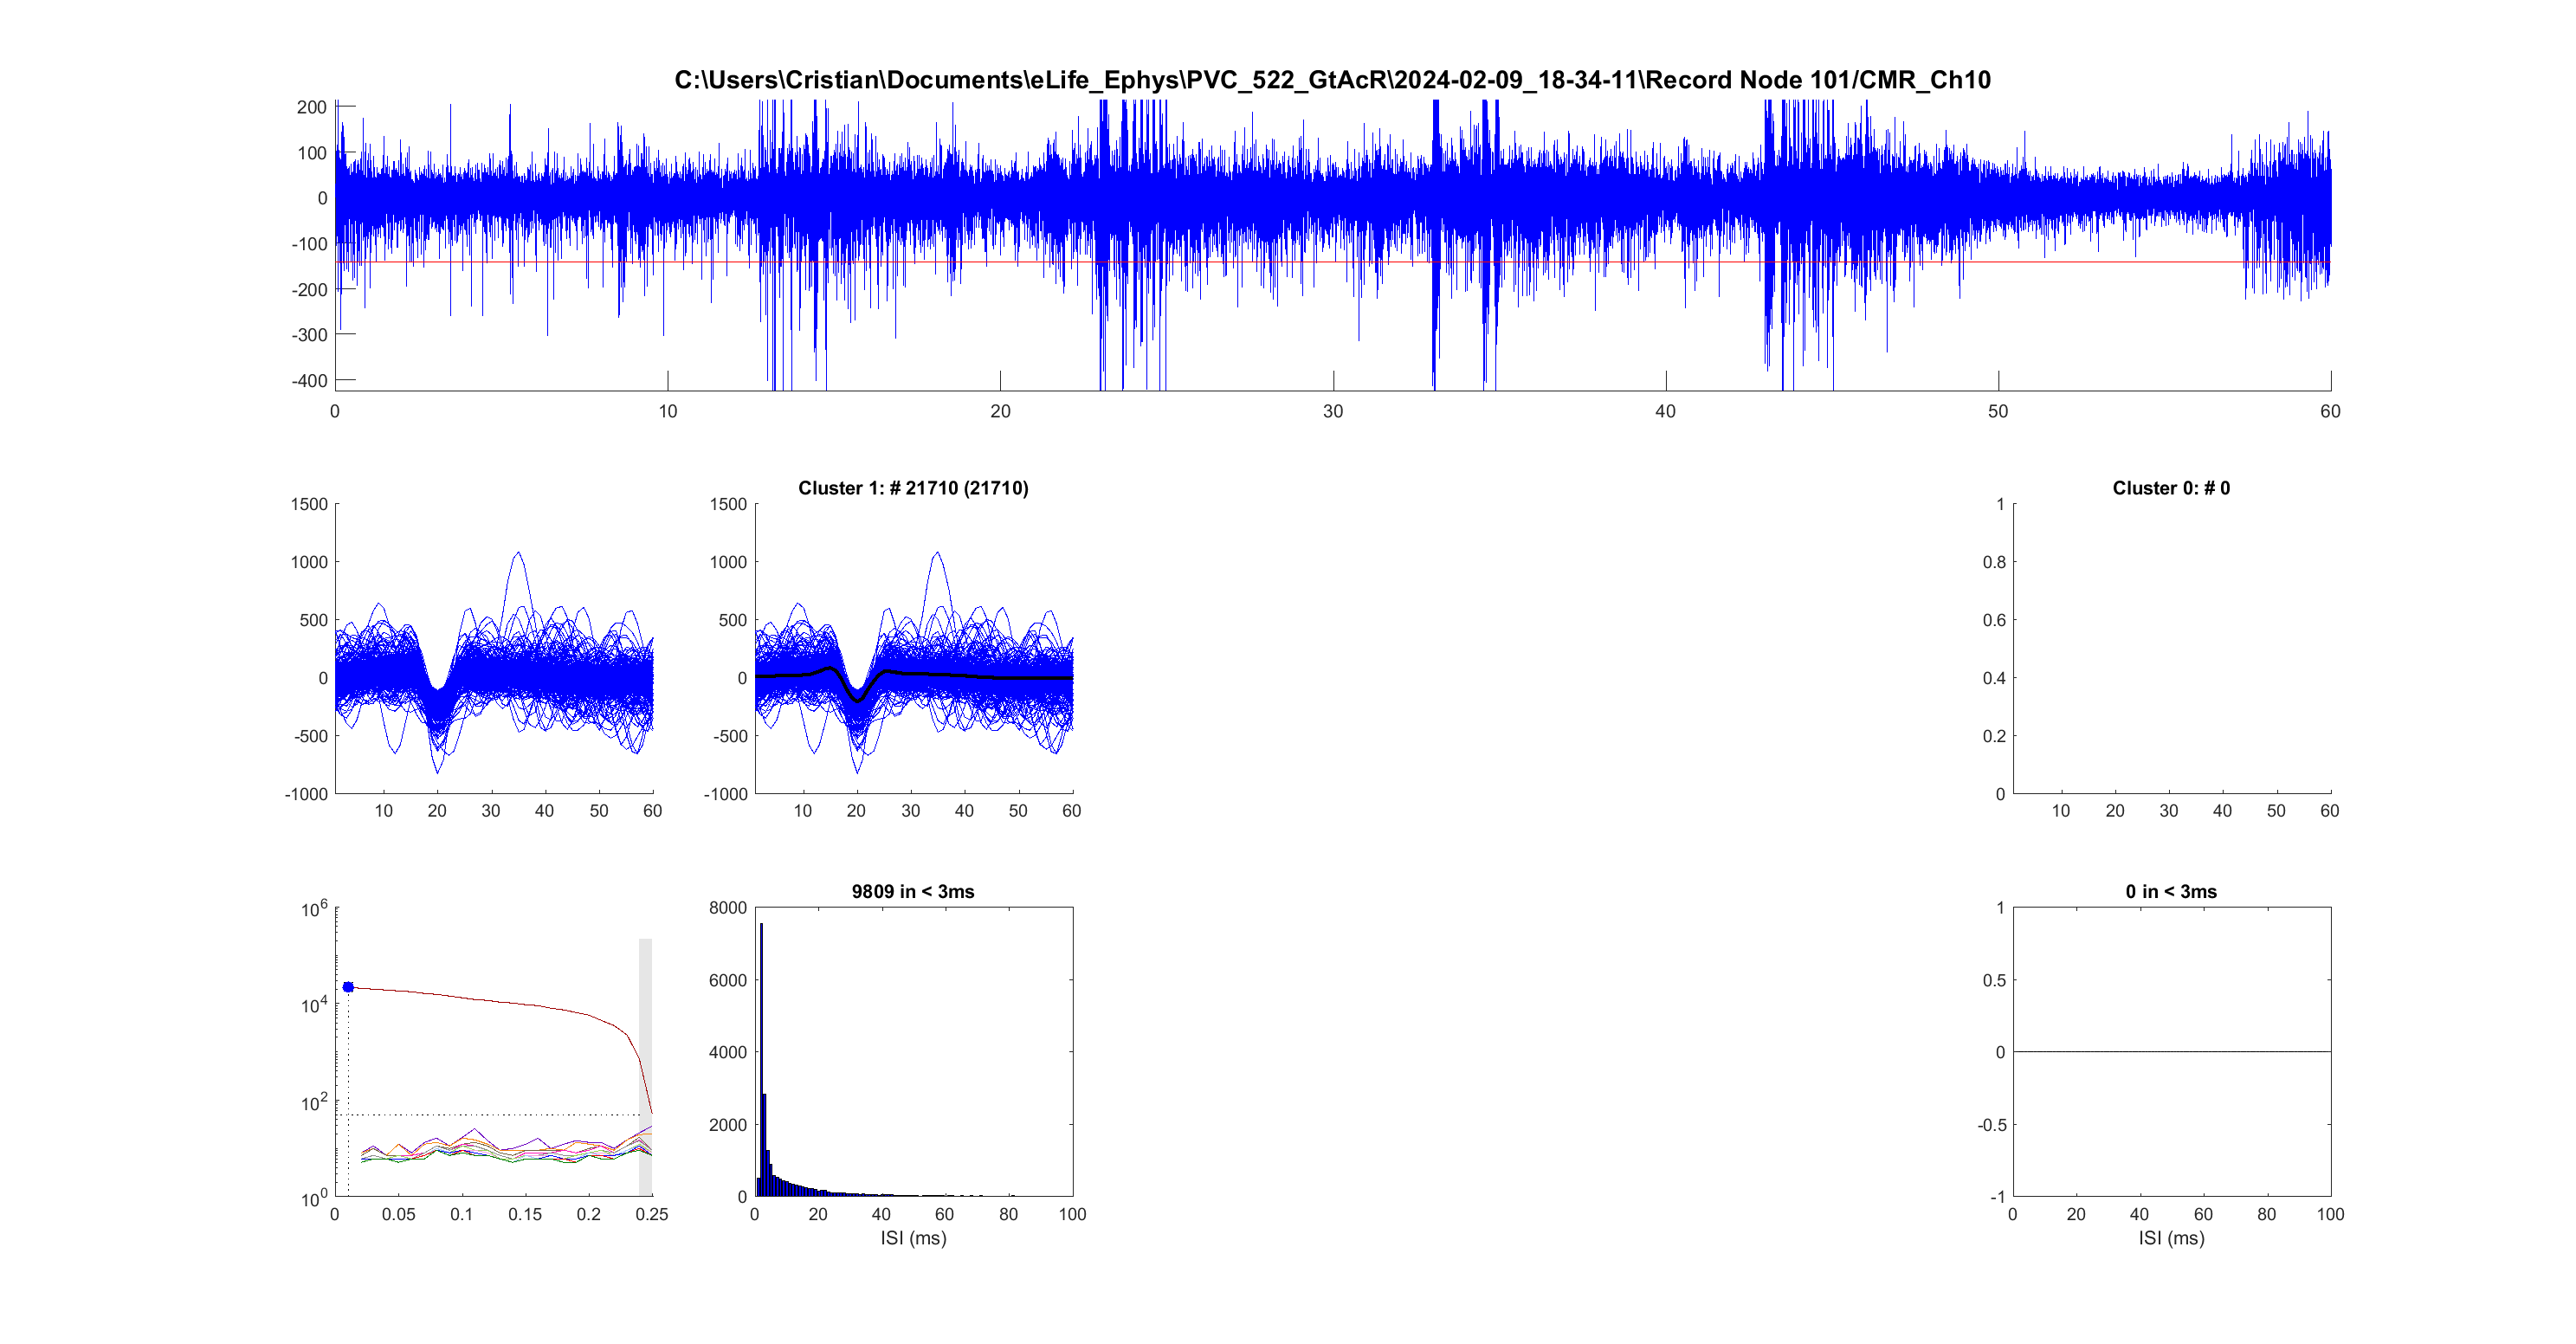 C:\Users\Cristian\Documents\eLife_Ephys\PVC_522_GtAcR\2024-02-09_18-34-11\Record Node 101/CMR_Ch10
200
100
0
-100
-200
-300
-400
0 10 20 30 40 50 60
Cluster 1: # 21710 (21710)
Cluster 0: # 0
1500
1000
500
0
-500
-1000
10 20 30 40 50 60
1500
1000
500
0
-500
-1000
10 20 30 40 50 60
1
0.8
0.6
0.4
0.2
0
10 20 30 40 50 60
9809 in < 3ms
0 in < 3ms
10^6
10^4
10^2
10^0
0 0.05 0.1 0.15 0.2 0.25
8000
6000
4000
2000
0
0 20 40 60 80 100
ISI (ms)
1
0.5
0
-0.5
-1
0 20 40 60 80 100
ISI (ms)